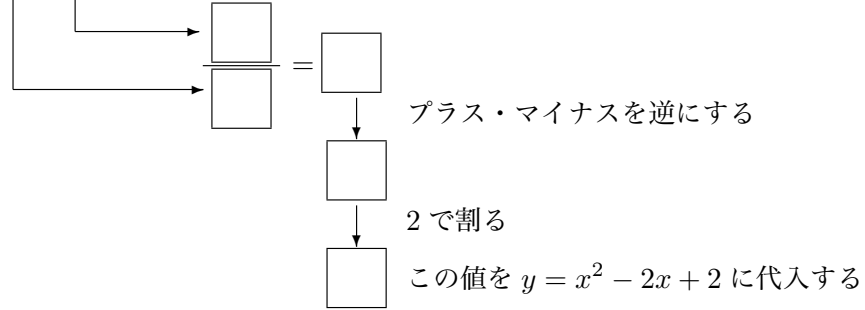 =
プラス・マイナスを逆にする
2 で割る
この値を y = x² − 2x + 2 に代入する